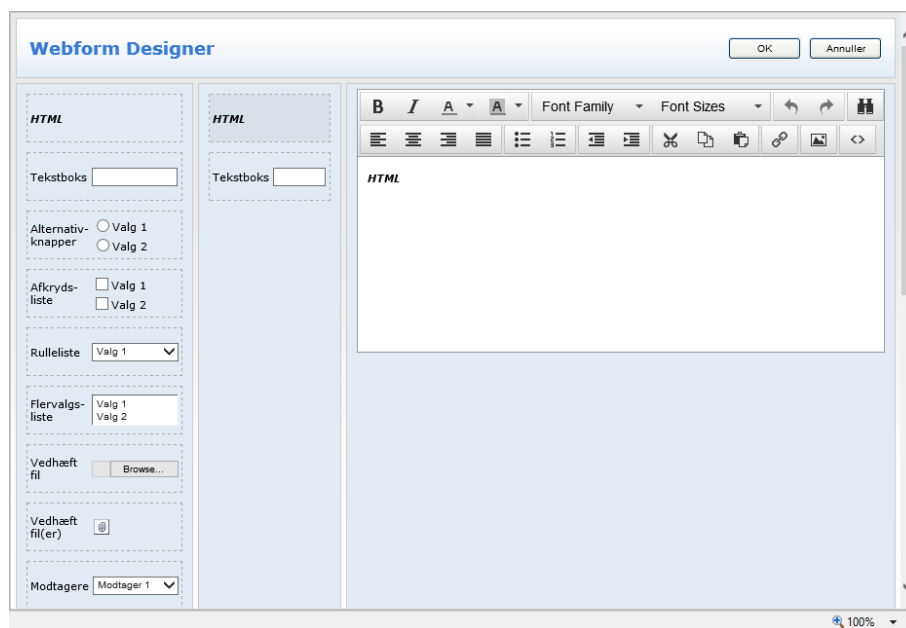 Webform Designer
OK
Annuller
HTML
Tekstboks
Alternativ-
knapper
Valg 1
Valg 2
Afkryds-
liste
Valg 1
Valg 2
Rulleliste
Valg 1
Flervalgs-
liste
Valg 1
Valg 2
Vedhæft
fil
Browse...
Vedhæft
fil(er)
Modtagere
Modtager 1
HTML
Tekstboks
B I A A Font Family Font Sizes
HTML
100%